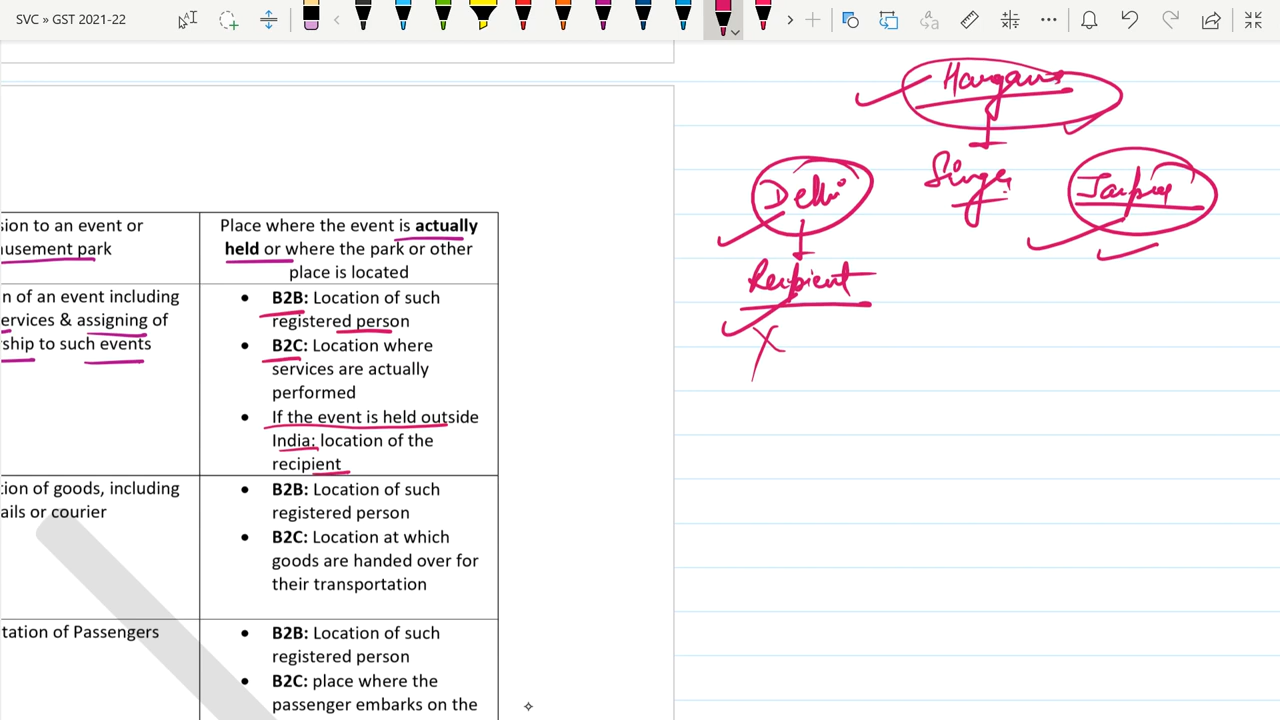 SVC » GST 2021-22
sion to an event or
usement park
Place where the event is actually
held or where the park or other
place is located
n of an event including
ervices & assigning of
ship to such events
• B2B: Location of such
registered person
• B2C: Location where
services are actually
performed
• If the event is held outside
India: location of the
recipient
ion of goods, including
ails or courier
• B2B: Location of such
registered person
• B2C: Location at which
goods are handed over for
their transportation
tation of Passengers
• B2B: Location of such
registered person
• B2C: place where the
passenger embarks on the
Singer
Delhi
Jaipur
Recipient
X